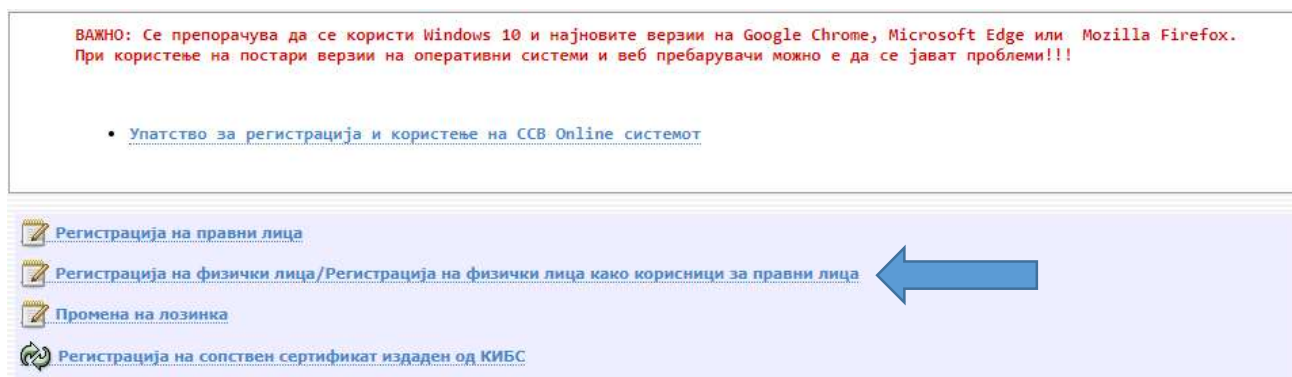 ВАЖНО: Се препорачува да се користи Windows 10 и најновите верзии на Google Chrome, Microsoft Edge или Mozilla Firefox.
При користење на постари верзии на оперативни системи и веб пребарувачи можно е да се јават проблеми!!!
• Упатство за регистрација и користење на ССВ Online системот
Регистрација на правни лица
Регистрација на физички лица/Регистрација на физички лица како корисници за правни лица
Промена на лозинка
Регистрација на сопствен сертификат издаден од КИБС